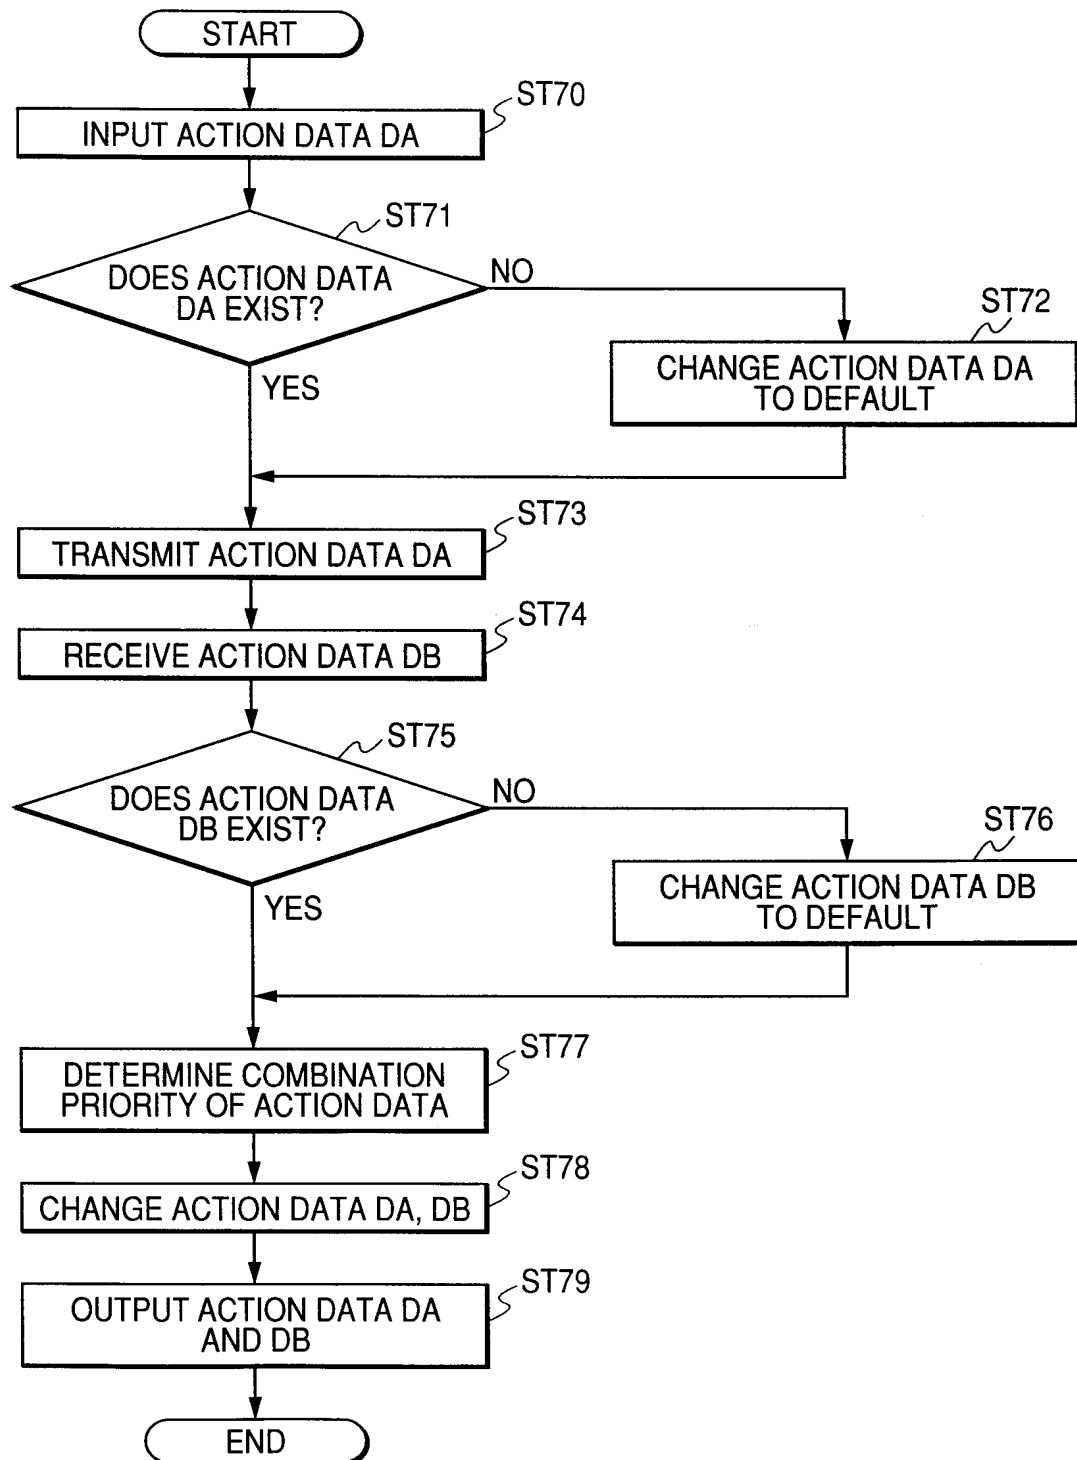 START
ST70
INPUT ACTION DATA DA
ST71
DOES ACTION DATA
DA EXIST?
NO
ST72
CHANGE ACTION DATA DA
TO DEFAULT
YES
ST73
TRANSMIT ACTION DATA DA
ST74
RECEIVE ACTION DATA DB
ST75
DOES ACTION DATA
DB EXIST?
NO
ST76
CHANGE ACTION DATA DB
TO DEFAULT
YES
ST77
DETERMINE COMBINATION
PRIORITY OF ACTION DATA
ST78
CHANGE ACTION DATA DA, DB
ST79
OUTPUT ACTION DATA DA
AND DB
END